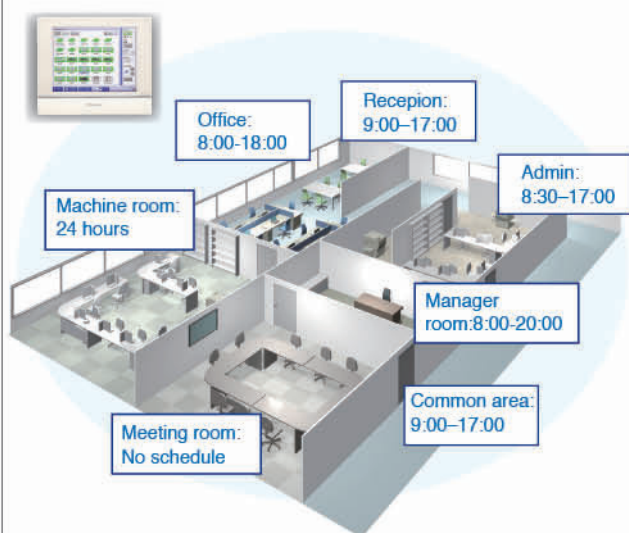 Office:
8:00-18:00
Recepion:
9:00–17:00
Admin:
8:30–17:00
Machine room:
24 hours
Manager
room:8:00-20:00
Common area:
9:00–17:00
Meeting room:
No schedule